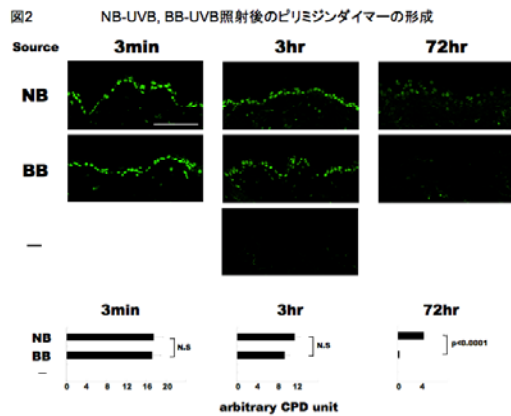 図2 NB-UVB, BB-UVB照射後のピリミジンダイマーの形成
Source 3min 3hr 72hr
NB
BB
—
3min 3hr 72hr
NB N.S N.S p<0.0001
BB
—
0 4 8 12 16 20 0 4 8 12 0 4
arbitrary CPD unit